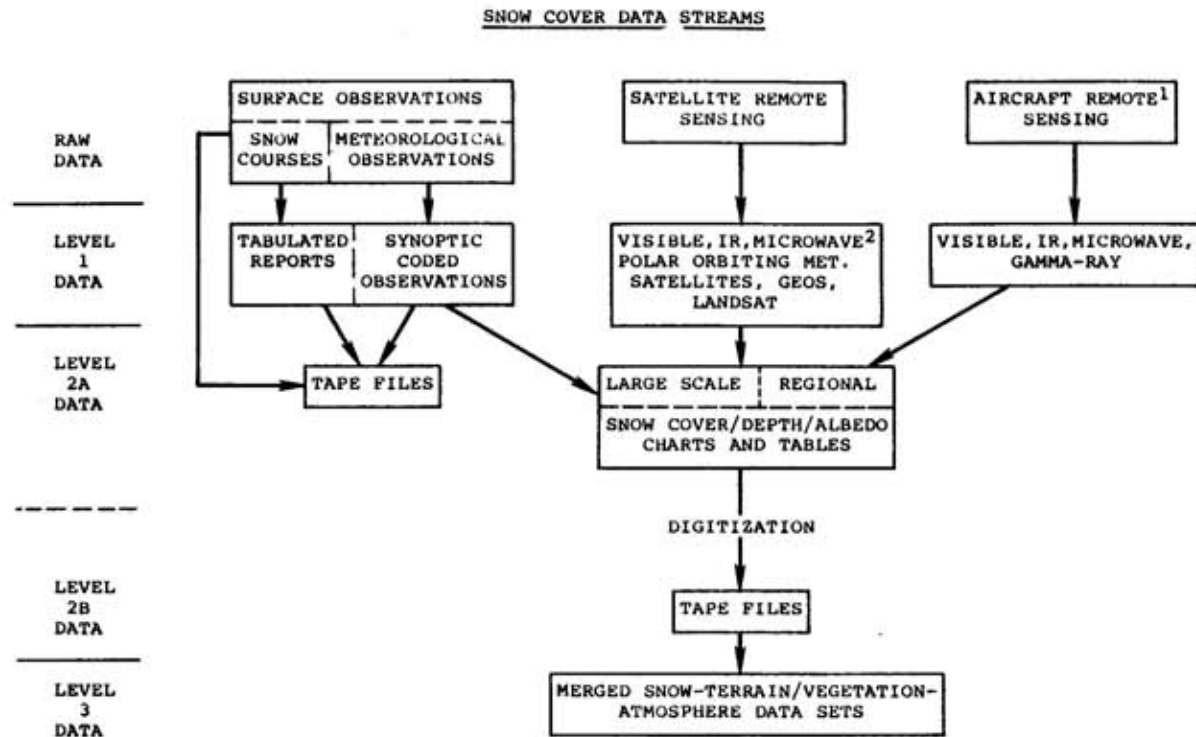 SNOW COVER DATA STREAMS
RAW
DATA
SURFACE OBSERVATIONS
SNOW
COURSES
METEOROLOGICAL
OBSERVATIONS
SATELLITE REMOTE
SENSING
AIRCRAFT REMOTE1
SENSING
LEVEL
1
DATA
TABULATED
REPORTS
SYNOPTIC
CODED
OBSERVATIONS
VISIBLE,IR,MICROWAVE2
POLAR ORBITING MET.
SATELLITES, GEOS,
LANDSAT
VISIBLE,IR,MICROWAVE,
GAMMA-RAY
LEVEL
2A
DATA
TAPE FILES
LARGE SCALE
REGIONAL
SNOW COVER/DEPTH/ALBEDO
CHARTS AND TABLES
DIGITIZATION
LEVEL
2B
DATA
TAPE FILES
LEVEL
3
DATA
MERGED SNOW-TERRAIN/VEGETATION-
ATMOSPHERE DATA SETS